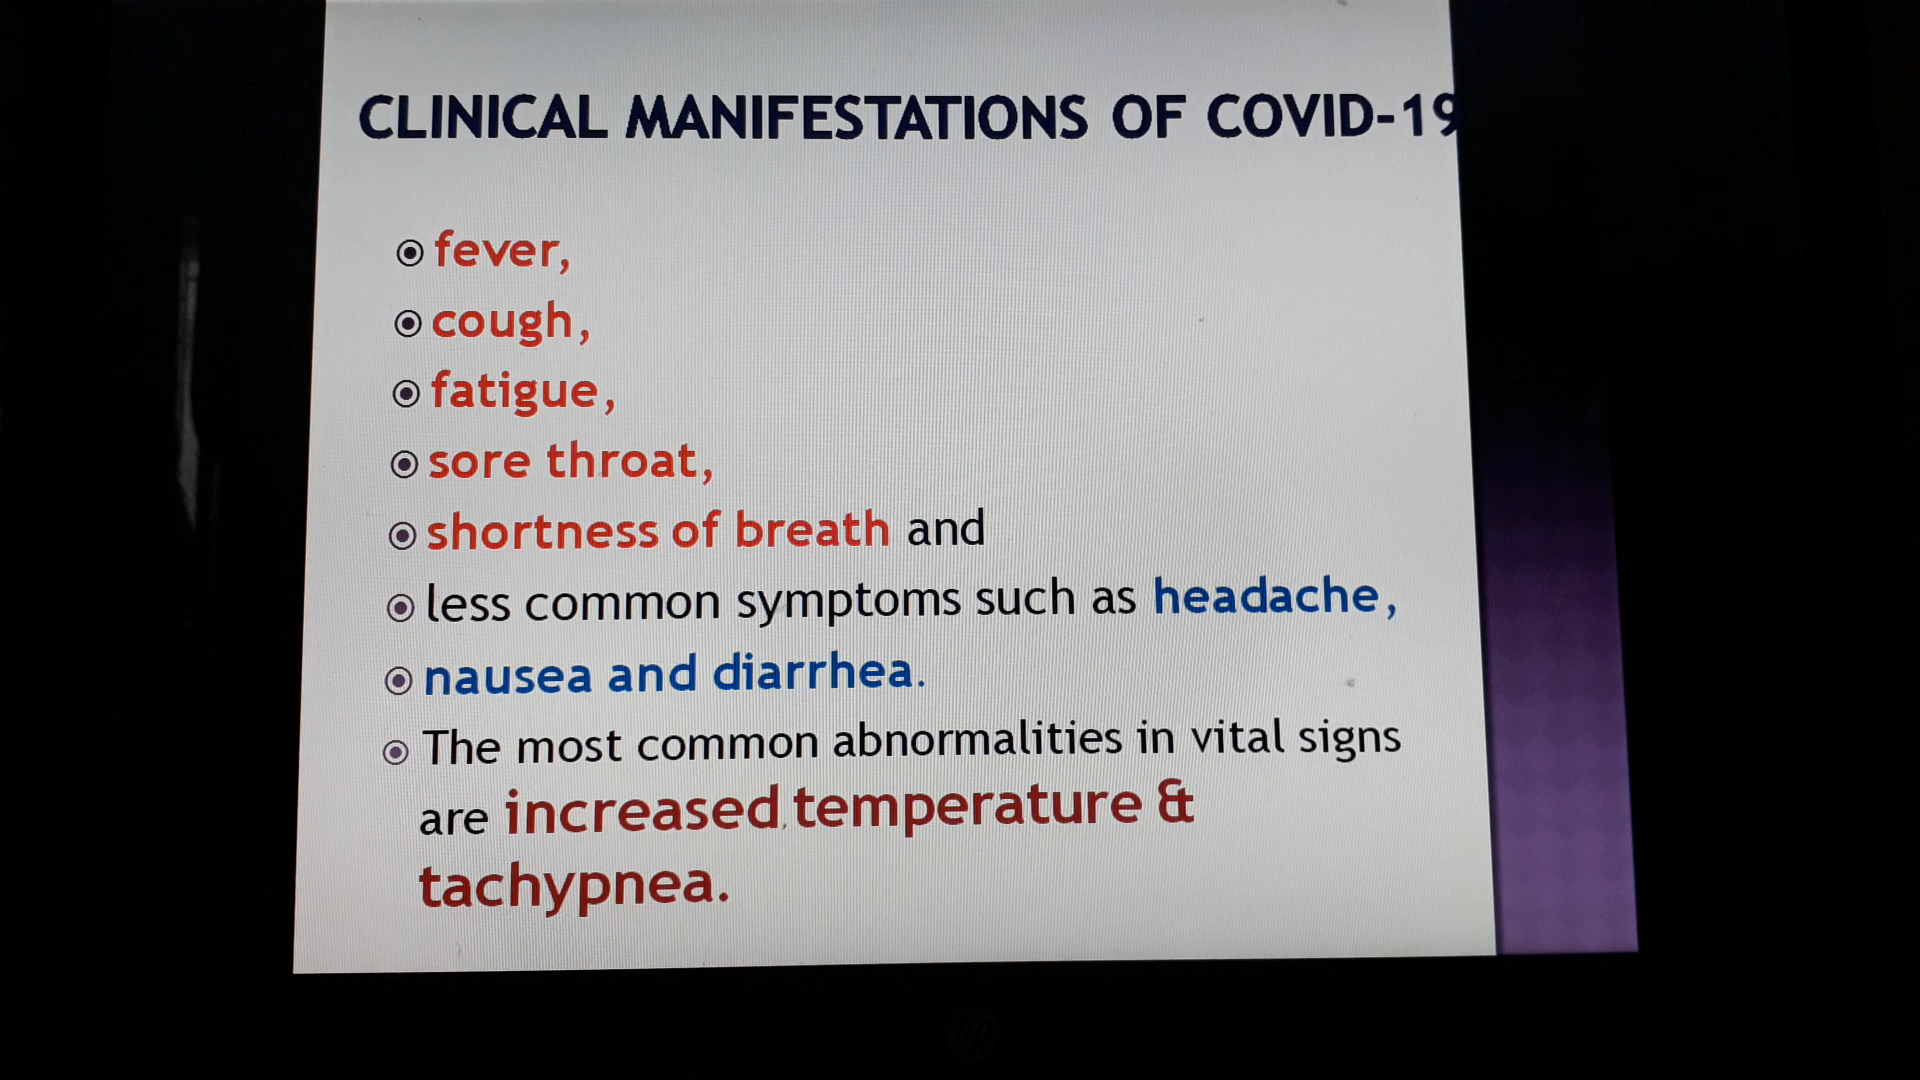 CLINICAL MANIFESTATIONS OF COVID-19
fever,
cough,
fatigue,
sore throat,
shortness of breath and
less common symptoms such as headache,
nausea and diarrhea.
The most common abnormalities in vital signs
are increased temperature &
tachypnea.
hp